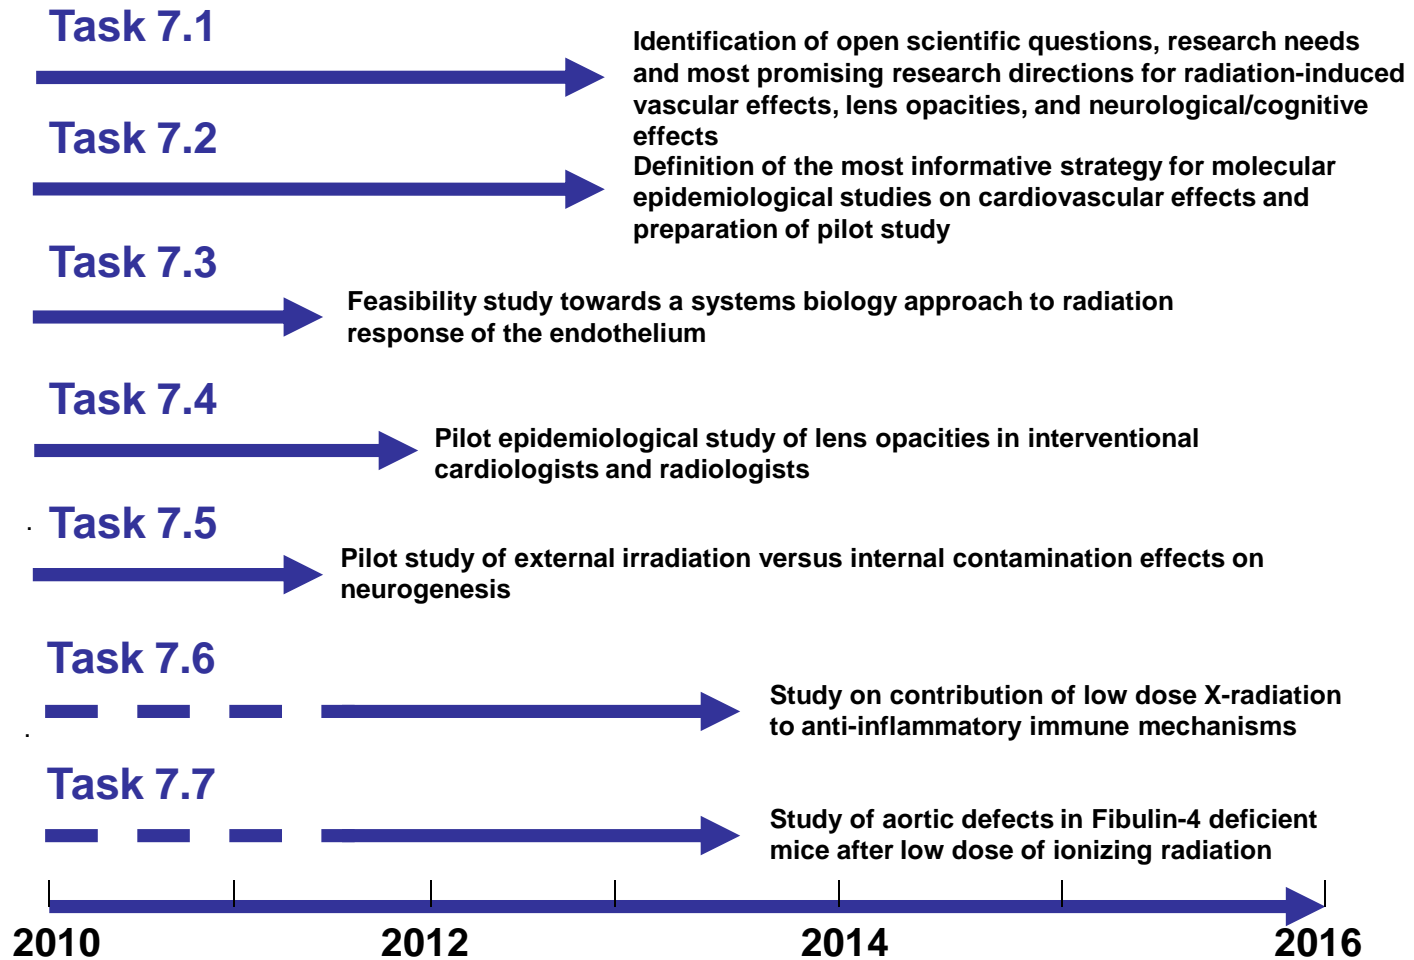 Task 7.1
Identification of open scientific questions, research needs
and most promising research directions for radiation-induced
vascular effects, lens opacities, and neurological/cognitive
effects
Task 7.2
Definition of the most informative strategy for molecular
epidemiological studies on cardiovascular effects and
preparation of pilot study
Task 7.3
Feasibility study towards a systems biology approach to radiation
response of the endothelium
Task 7.4
Pilot epidemiological study of lens opacities in interventional
cardiologists and radiologists
Task 7.5
Pilot study of external irradiation versus internal contamination effects on
neurogenesis
Task 7.6
Study on contribution of low dose X-radiation
to anti-inflammatory immune mechanisms
Task 7.7
Study of aortic defects in Fibulin-4 deficient
mice after low dose of ionizing radiation
2010 2012 2014 2016